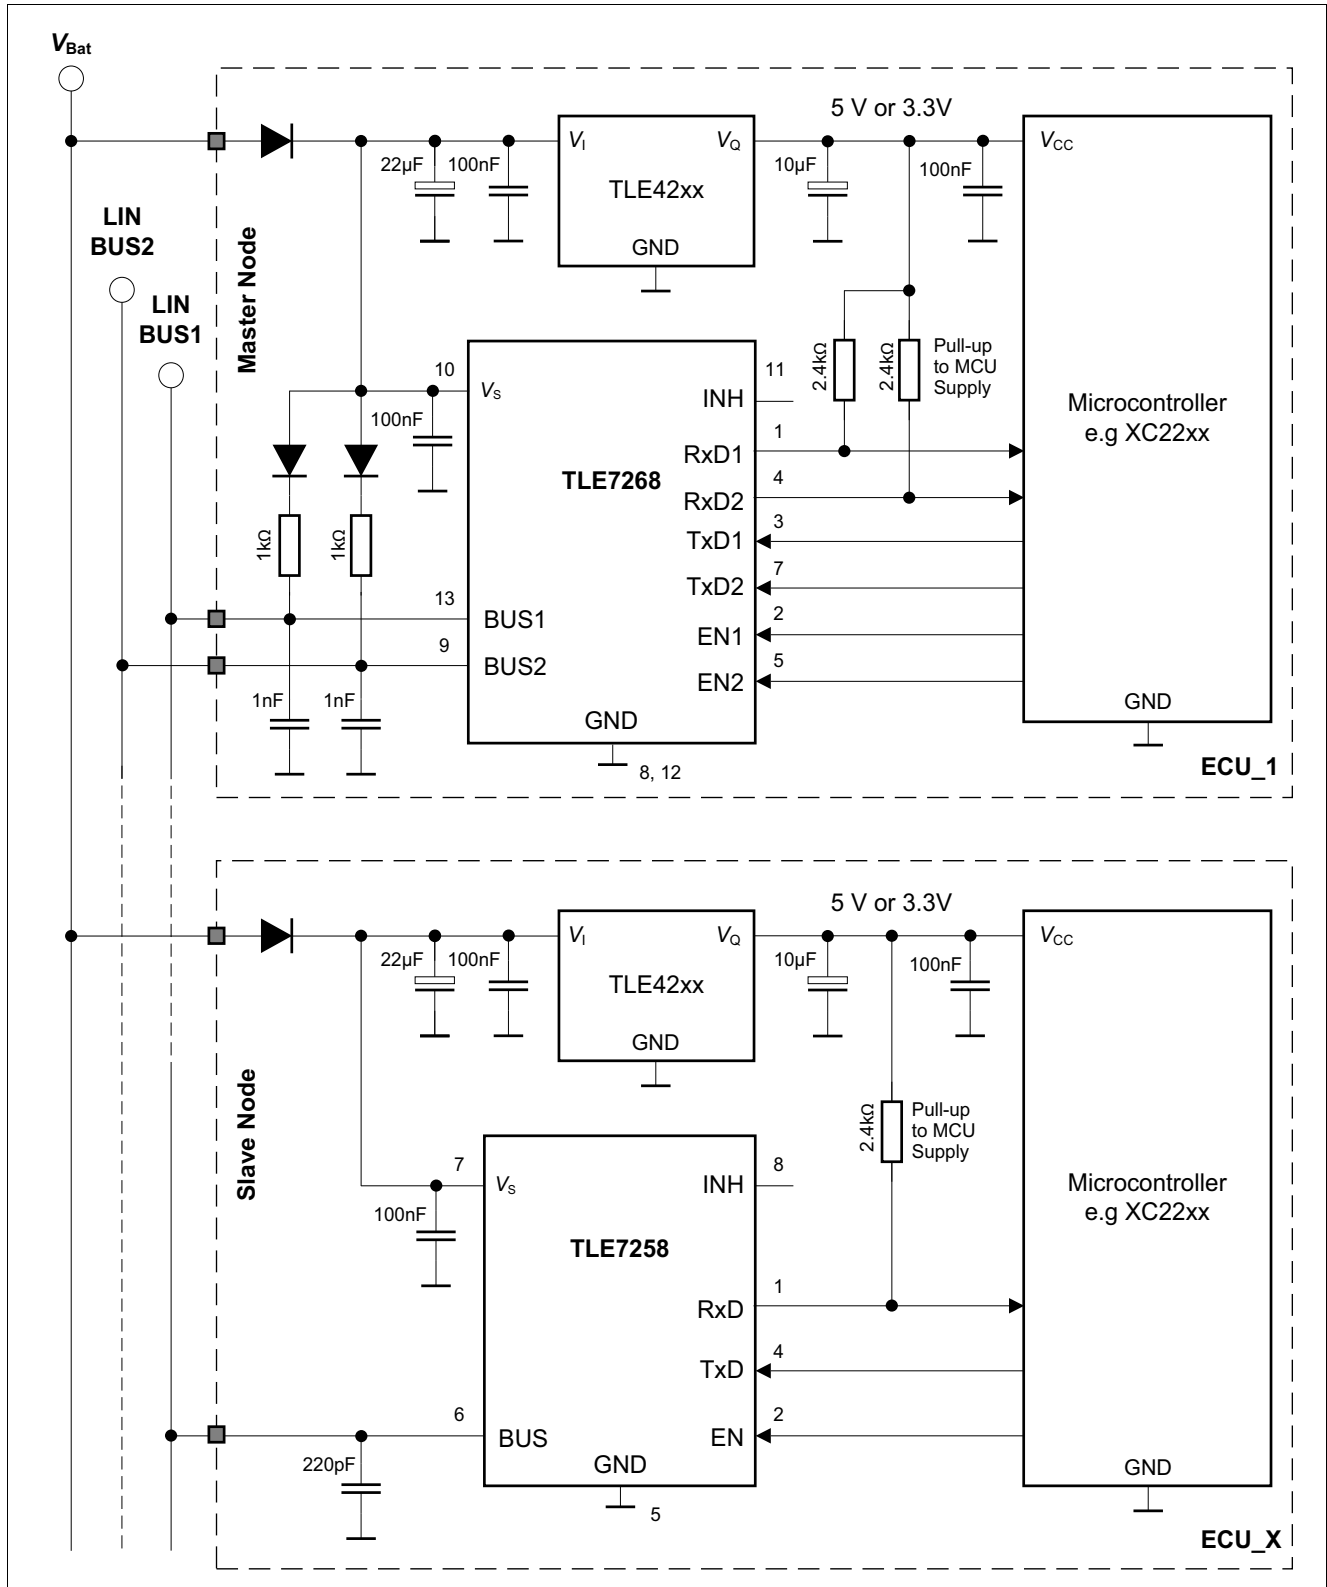 VBat
LIN
BUS2
LIN
BUS1
Master Node
22µF
100nF
VI
VQ
TLE42xx
GND
5 V or 3.3V
10µF
100nF
VCC
2.4kΩ
2.4kΩ
Pull-up
to MCU
Supply
Microcontroller
e.g XC22xx
GND
10
VS
100nF
1kΩ
1kΩ
TLE7268
INH
11
RxD1
1
RxD2
4
TxD1
3
TxD2
7
EN1
2
EN2
5
13
BUS1
9
BUS2
1nF
1nF
GND
8, 12
ECU_1
Slave Node
22µF
100nF
VI
VQ
TLE42xx
GND
5 V or 3.3V
10µF
100nF
VCC
2.4kΩ
Pull-up
to MCU
Supply
Microcontroller
e.g XC22xx
GND
7
VS
100nF
TLE7258
INH
8
RxD
1
TxD
4
EN
2
6
BUS
220pF
GND
5
ECU_X